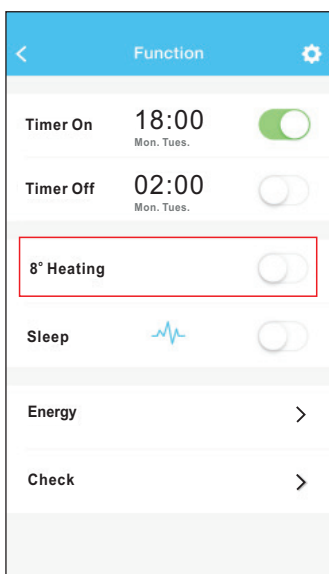 Function
Timer On 18:00
Mon. Tues.
Timer Off 02:00
Mon. Tues.
8° Heating
Sleep
Energy
Check